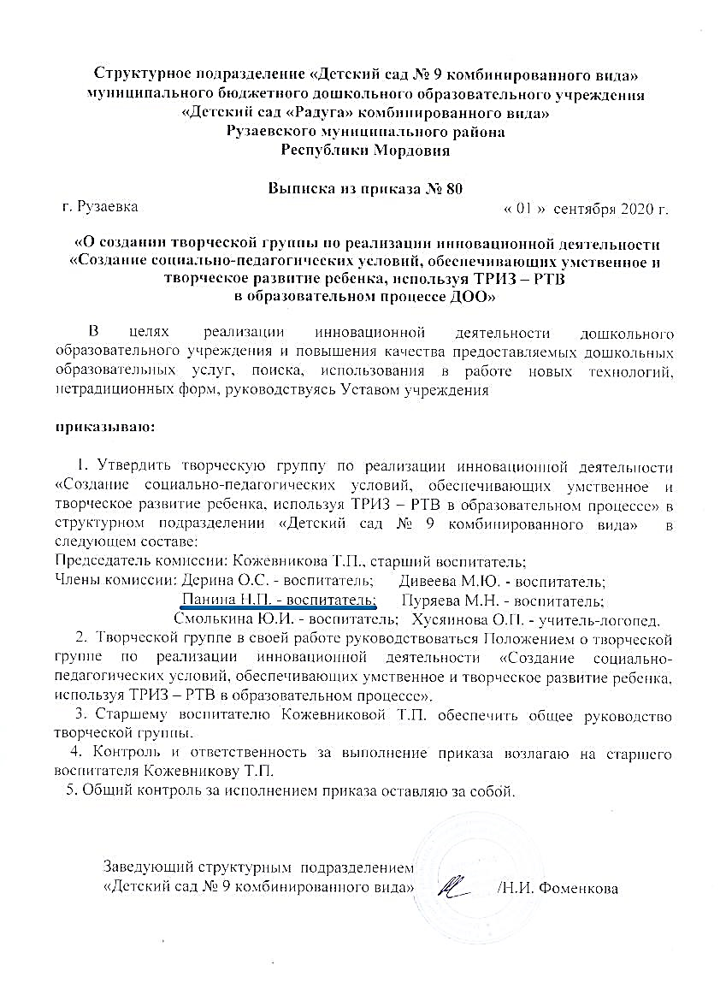 Структурное подразделение «Детский сад № 9 комбинированного вида»
муниципального бюджетного дошкольного образовательного учреждения
«Детский сад «Радуга» комбинированного вида»
Рузаевского муниципального района
Республики Мордовия
Выписка из приказа № 80
г. Рузаевка « 01 » сентября 2020 г.
«О создании творческой группы по реализации инновационной деятельности
«Создание социально-педагогических условий, обеспечивающих умственное и
творческое развитие ребенка, используя ТРИЗ – РТВ
в образовательном процессе ДОО»
В целях реализации инновационной деятельности дошкольного
образовательного учреждения и повышения качества предоставляемых дошкольных
образовательных услуг, поиска, использования в работе новых технологий,
нетрадиционных форм, руководствуясь Уставом учреждения
приказываю:
1. Утвердить творческую группу по реализации инновационной деятельности
«Создание социально-педагогических условий, обеспечивающих умственное и
творческое развитие ребенка, используя ТРИЗ – РТВ в образовательном процессе» в
структурном подразделении «Детский сад № 9 комбинированного вида» в
следующем составе:
Председатель комиссии: Кожевникова Т.П., старший воспитатель;
Члены комиссии: Дерина О.С. - воспитатель; Дивеева М.Ю. - воспитатель;
Панина Н.П. - воспитатель; Пуряева М.Н. - воспитатель;
Смолькина Ю.И. - воспитатель; Хусяинова О.П. - учитель-логопед.
2. Творческой группе в своей работе руководствоваться Положением о творческой
группе по реализации инновационной деятельности «Создание социально-
педагогических условий, обеспечивающих умственное и творческое развитие ребенка,
используя ТРИЗ – РТВ в образовательном процессе».
3. Старшему воспитателю Кожевниковой Т.П. обеспечить общее руководство
творческой группы.
4. Контроль и ответственность за выполнение приказа возлагаю на старшего
воспитателя Кожевникову Т.П.
5. Общий контроль за исполнением приказа оставляю за собой.
Заведующий структурным подразделением
«Детский сад № 9 комбинированного вида» /Н.И. Фоменкова